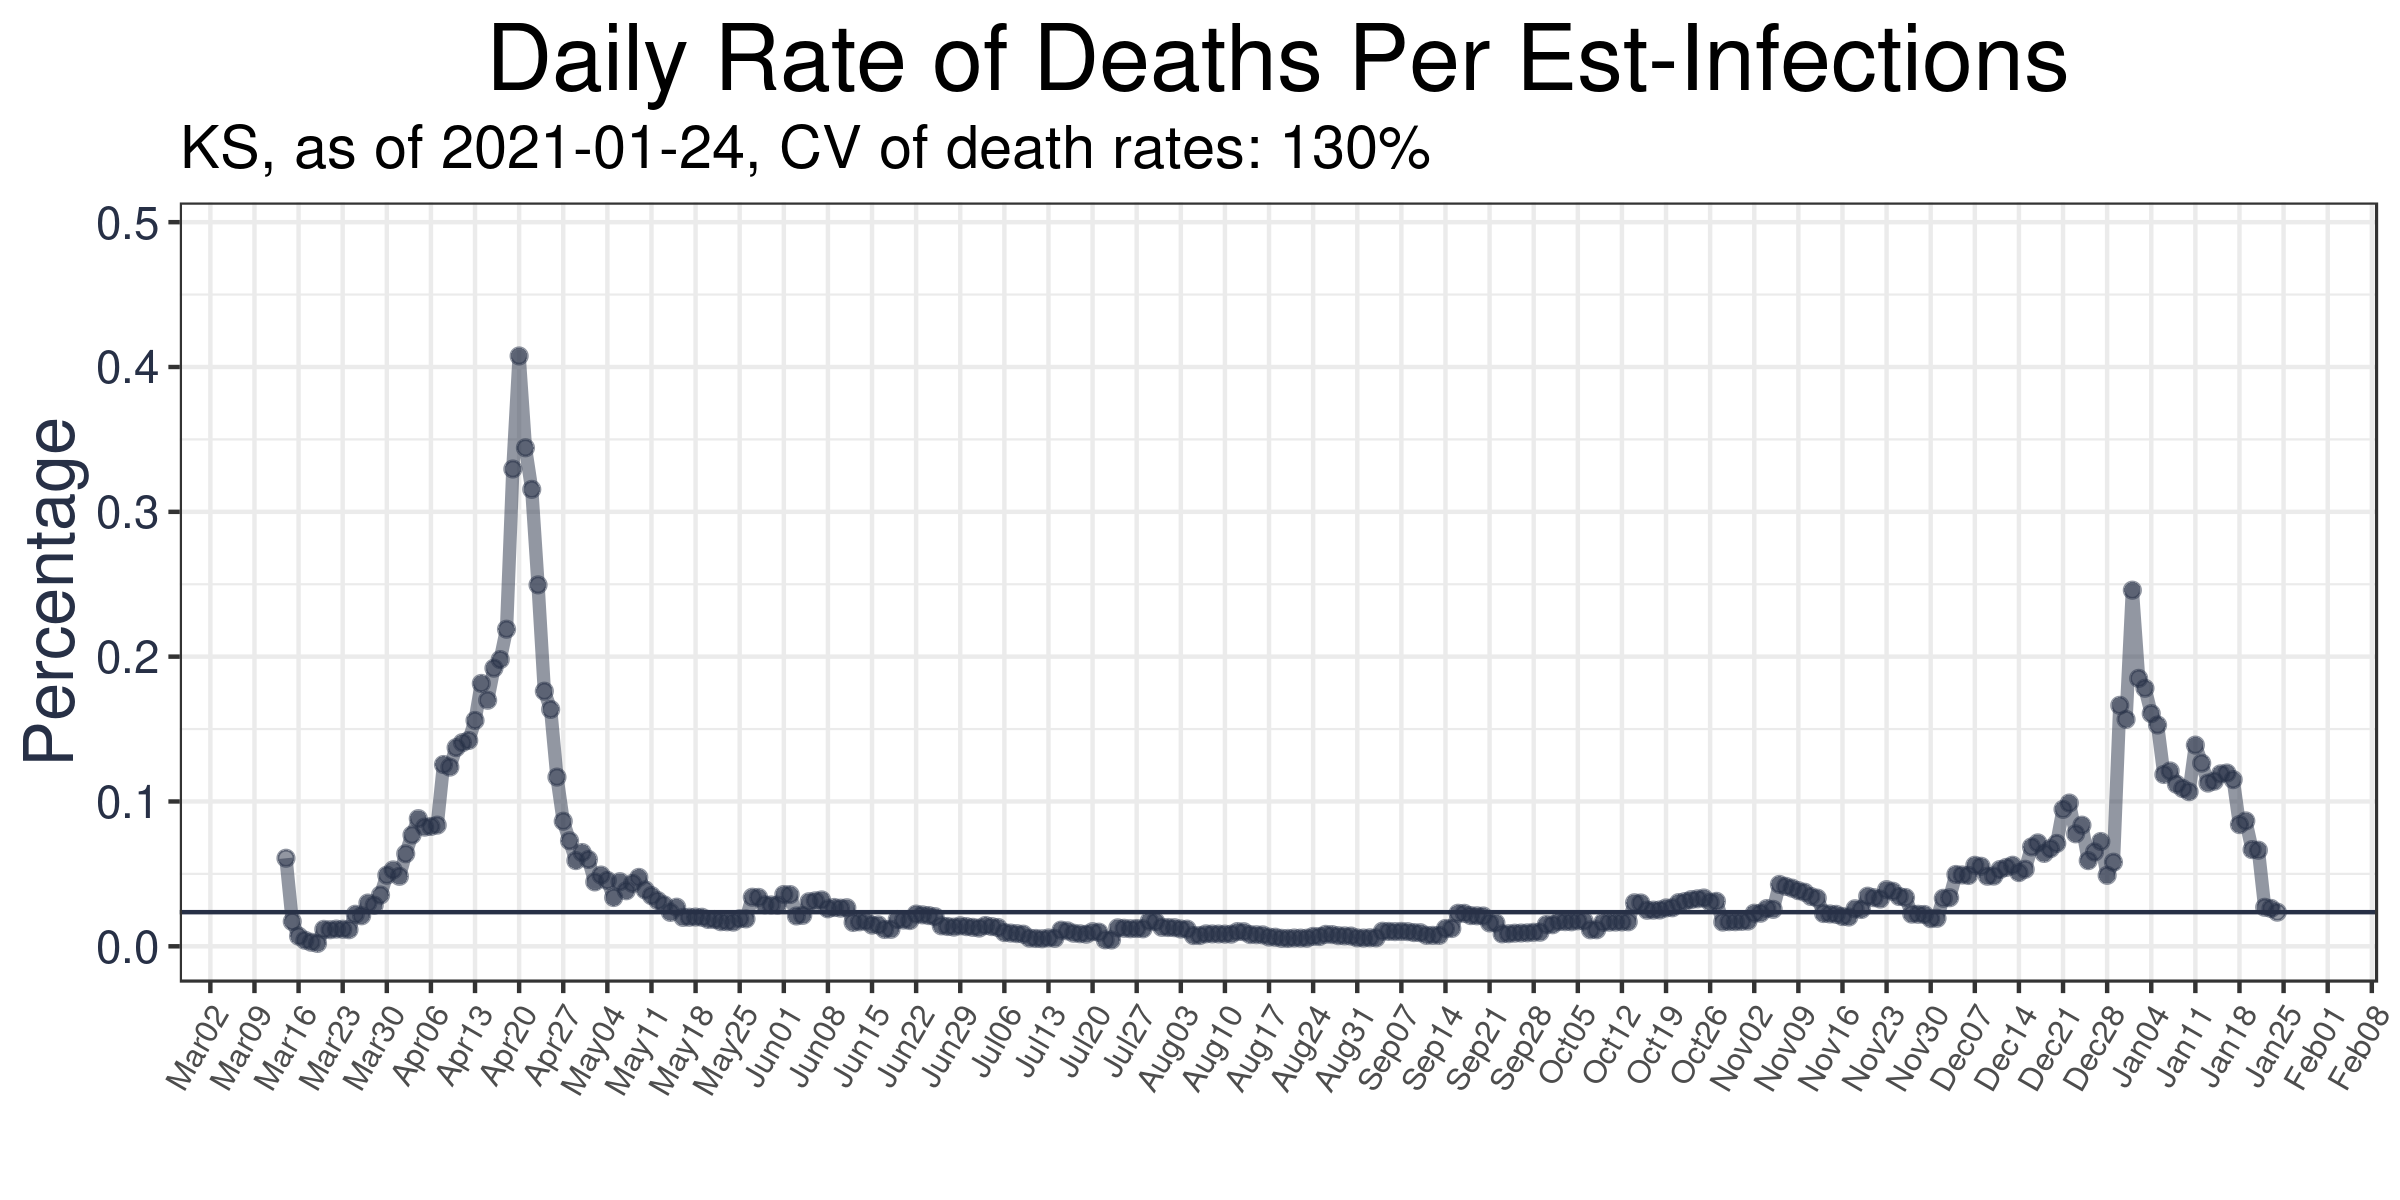 Daily Rate of Deaths Per Est-Infections
KS, as of 2021-01-24, CV of death rates: 130%
Percentage
0.5
0.4
0.3
0.2
0.1
0.0
Mar02
Mar09
Mar16
Mar23
Mar30
Apr06
Apr13
Apr20
Apr27
May04
May11
May18
May25
Jun01
Jun08
Jun15
Jun22
Jun29
Jul06
Jul13
Jul20
Jul27
Aug03
Aug10
Aug17
Aug24
Aug31
Sep07
Sep14
Sep21
Sep28
Oct05
Oct12
Oct19
Oct26
Nov02
Nov09
Nov16
Nov23
Nov30
Dec07
Dec14
Dec21
Dec28
Jan04
Jan11
Jan18
Jan25
Feb01
Feb08